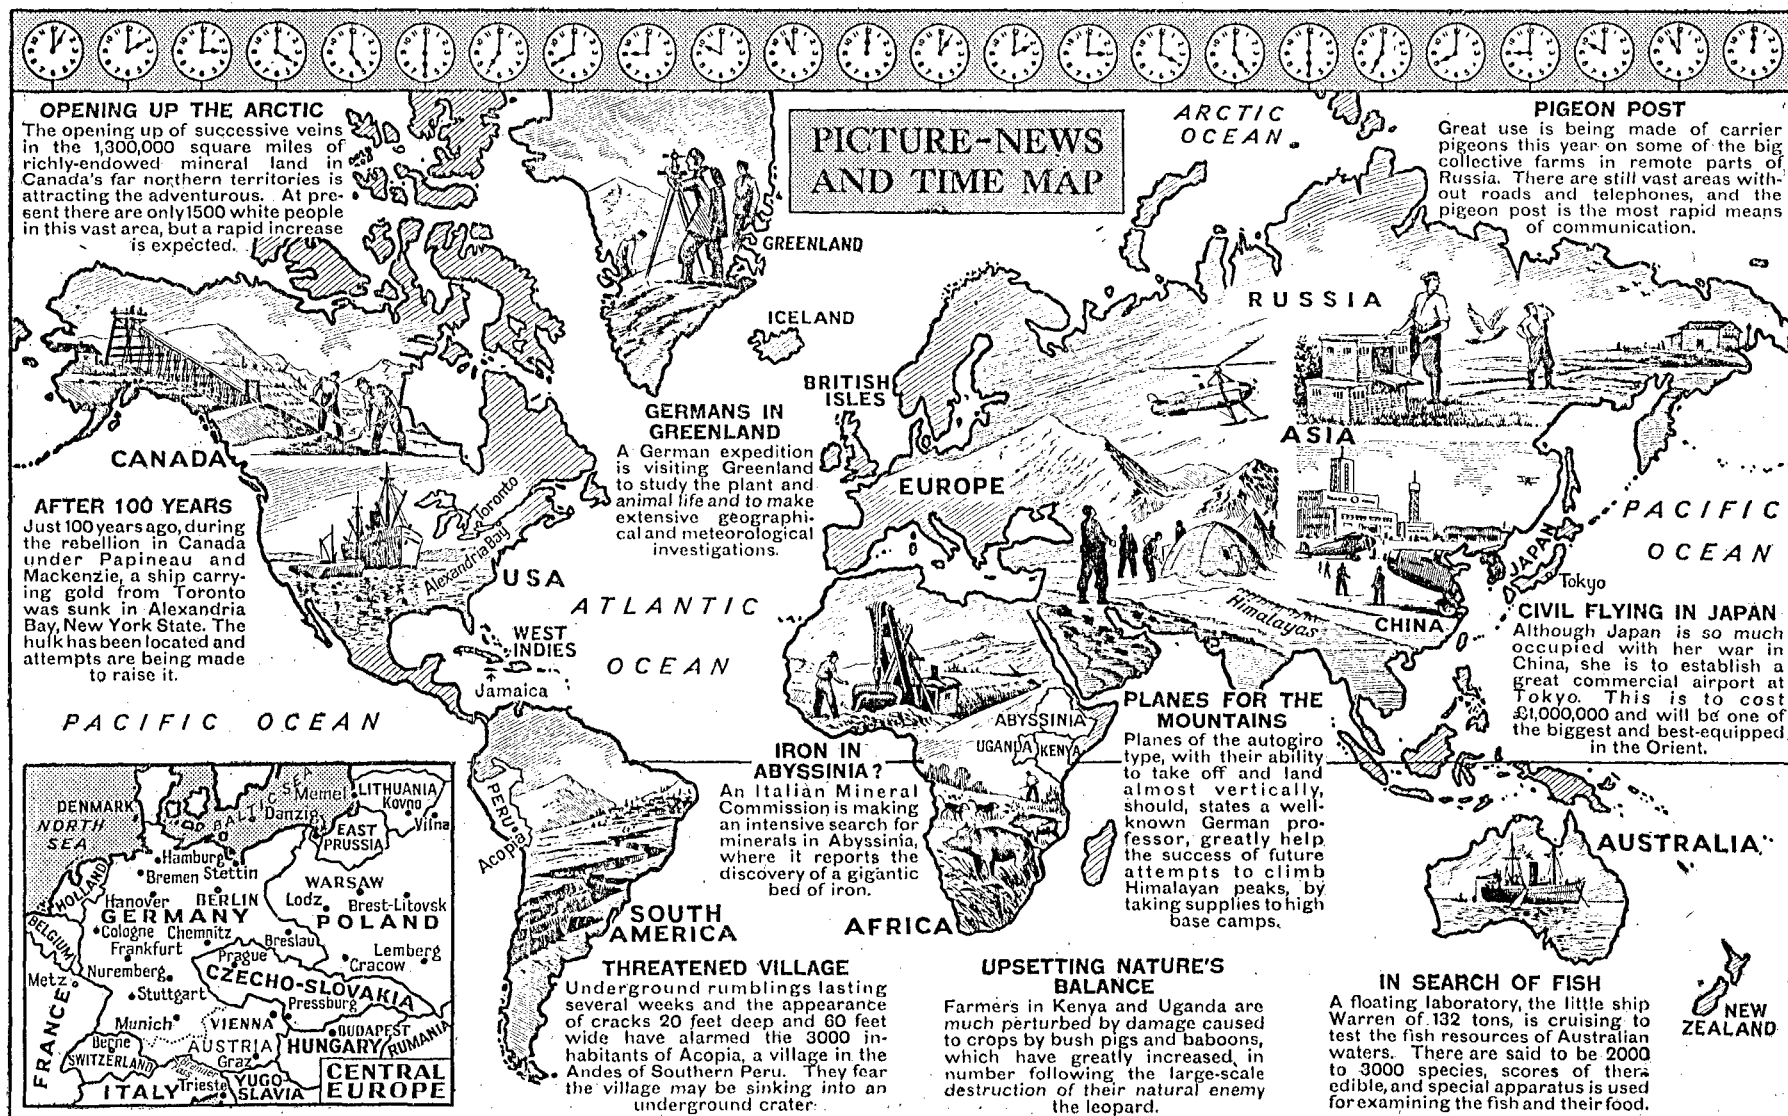 PICTURE-NEWS
AND TIME MAP
OPENING UP THE ARCTIC
The opening up of successive veins
in the 1,300,000 square miles of
richly-endowed mineral land in
Canada's far northern territories is
attracting the adventurous. At pre-
sent there are only 1500 white people
in this vast area, but a rapid increase
is expected.
ARCTIC
OCEAN
PIGEON POST
Great use is being made of carrier
pigeons this year on some of the big
collective farms in remote parts of
Russia. There are still vast areas with-
out roads and telephones, and the
pigeon post is the most rapid means
of communication.
GREENLAND
ICELAND
RUSSIA
BRITISH
ISLES
GERMANS IN
GREENLAND
A German expedition
is visiting Greenland
to study the plant and
animal life and to make
extensive geographi-
cal and meteorological
investigations.
ASIA
CANADA
EUROPE
AFTER 100 YEARS
Just 100 years ago, during
the rebellion in Canada
under Papineau and
Mackenzie, a ship carry-
ing gold from Toronto
was sunk in Alexandria
Bay, New York State. The
hulk has been located and
attempts are being made
to raise it.
Toronto
Alexandria Bay
USA
ATLANTIC
OCEAN
WEST
INDIES
Jamaica
PACIFIC OCEAN
PACIFIC
OCEAN
JAPAN
Tokyo
Himalayas
CHINA
CIVIL FLYING IN JAPAN
Although Japan is so much
occupied with her war in
China, she is to establish a
great commercial airport at
Tokyo. This is to cost
£1,000,000 and will be one of
the biggest and best-equipped
in the Orient.
ABYSSINIA
UGANDA
KENYA
PLANES FOR THE
MOUNTAINS
Planes of the autogiro
type, with their ability
to take off and land
almost vertically,
should, states a well-
known German pro-
fessor, greatly help
the success of future
attempts to climb
Himalayan peaks, by
taking supplies to high
base camps.
IRON IN
ABYSSINIA?
An Italian Mineral
Commission is making
an intensive search for
minerals in Abyssinia,
where it reports the
discovery of a gigantic
bed of iron.
PERU
Acopia
SOUTH
AMERICA
AFRICA
AUSTRALIA
NEW
ZEALAND
THREATENED VILLAGE
Underground rumblings lasting
several weeks and the appearance
of cracks 20 feet deep and 60 feet
wide have alarmed the 3000 in-
habitants of Acopia, a village in the
Andes of Southern Peru. They fear
the village may be sinking into an
underground crater.
UPSETTING NATURE'S
BALANCE
Farmers in Kenya and Uganda are
much perturbed by damage caused
to crops by bush pigs and baboons,
which have greatly increased in
number following the large-scale
destruction of their natural enemy
the leopard.
IN SEARCH OF FISH
A floating laboratory, the little ship
Warren of 132 tons, is cruising to
test the fish resources of Australian
waters. There are said to be 2000
to 3000 species, scores of them
edible, and special apparatus is used
for examining the fish and their food.
DENMARK
NORTH
SEA
BALTIC SEA
Memel
LITHUANIA
Kovno
Vilna
Danzig
EAST
PRUSSIA
Hamburg
Bremen
Stettin
HOLLAND
Hanover
BERLIN
WARSAW
Lodz
Brest-Litovsk
GERMANY
POLAND
BELGIUM
Cologne
Chemnitz
Frankfurt
Breslau
Lemberg
Prague
Cracow
Metz
Nuremberg
CZECHO-SLOVAKIA
Stuttgart
Pressburg
FRANCE
Munich
VIENNA
BUDAPEST
Berne
SWITZERLAND
AUSTRIA
HUNGARY
RUMANIA
Graz
Brenner Pass
ITALY
Trieste
YUGO-
SLAVIA
CENTRAL
EUROPE